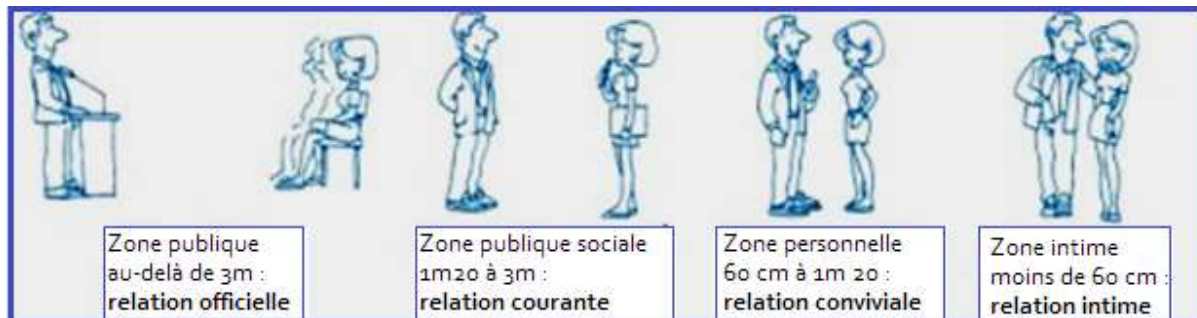 Zone publique
au-delà de 3m :
relation officielle
Zone publique sociale
1m20 à 3m :
relation courante
Zone personnelle
60 cm à 1m 20 :
relation conviviale
Zone intime
moins de 60 cm :
relation intime